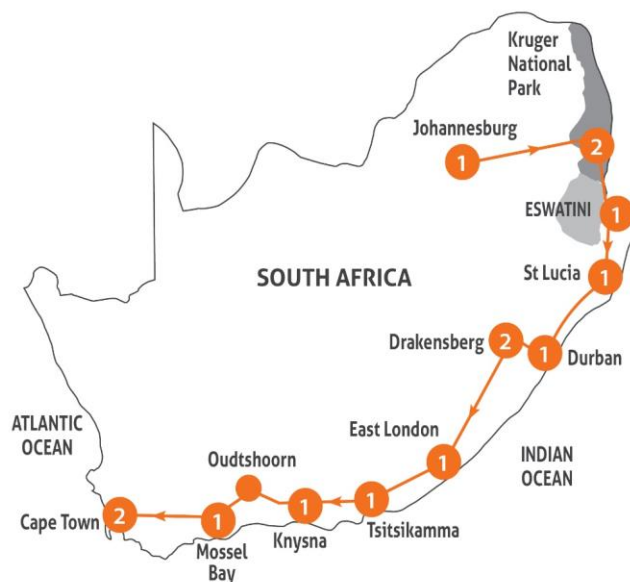 Kruger
National
Park
Johannesburg
1
2
ESWATINI
1
SOUTH AFRICA
St Lucia
1
Drakensberg
2
1
Durban
East London
1
ATLANTIC
OCEAN
INDIAN
OCEAN
Oudtshoorn
Cape Town
2
1
Mossel
Bay
1
Knysna
1
Tsitsikamma